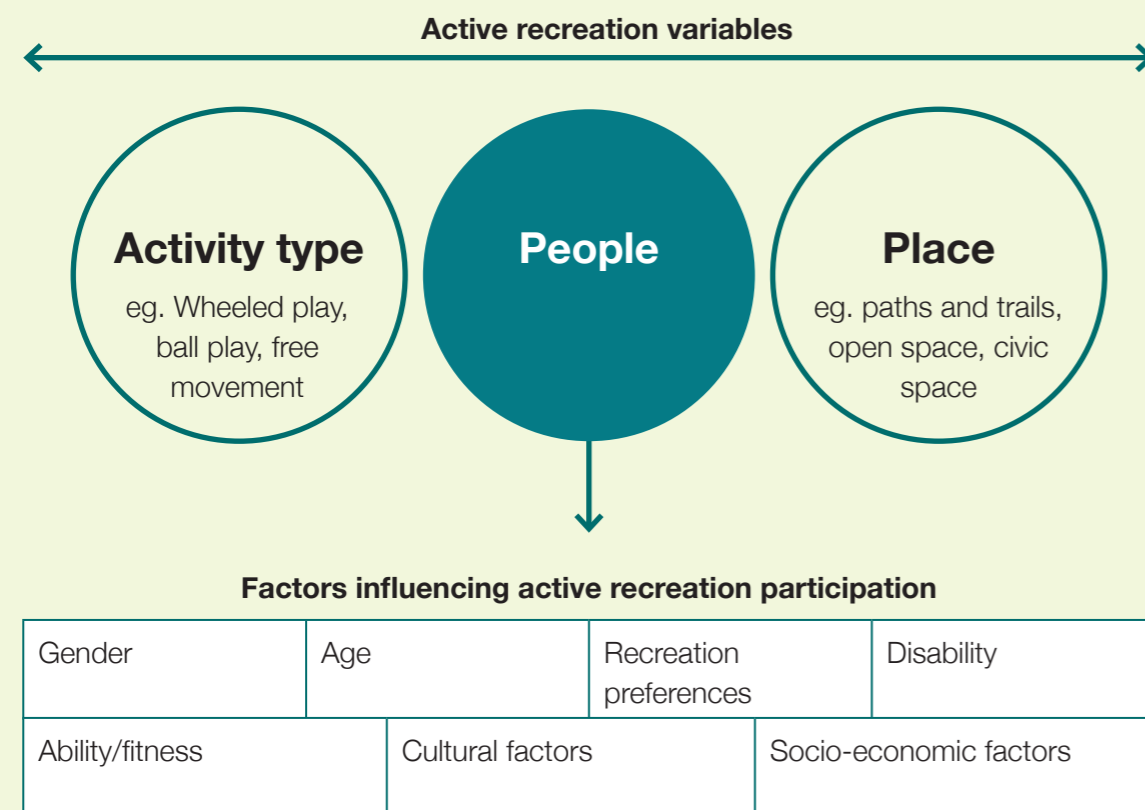 Active recreation variables
Activity type
eg. Wheeled play,
ball play, free
movement
People
Place
eg. paths and trails,
open space, civic
space
Factors influencing active recreation participation
Gender
Age
Recreation
preferences
Disability
Ability/fitness
Cultural factors
Socio-economic factors